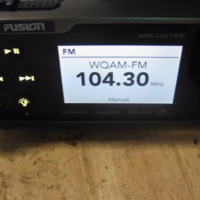 FUSION
MS-UD755
FM
WQAM-FM
104.30 MHz
Manual